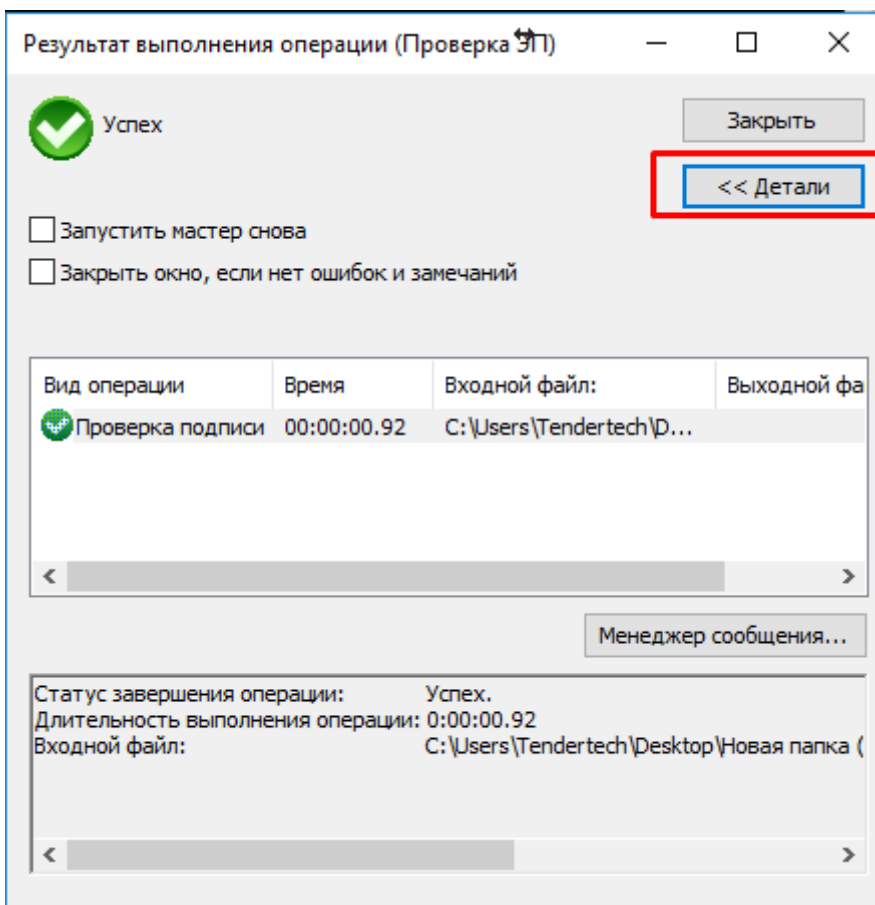 Результат выполнения операции (Проверка ЭП)
Успех
Закрыть
<< Детали
Запустить мастер снова
Закрыть окно, если нет ошибок и замечаний
Вид операции Время Входной файл: Выходной фа
Проверка подписи 00:00:00.92 C:\Users\Tendertech\D...
Менеджер сообщения...
Статус завершения операции: Успех.
Длительность выполнения операции: 0:00:00.92
Входной файл: C:\Users\Tendertech\Desktop\Новая папка (